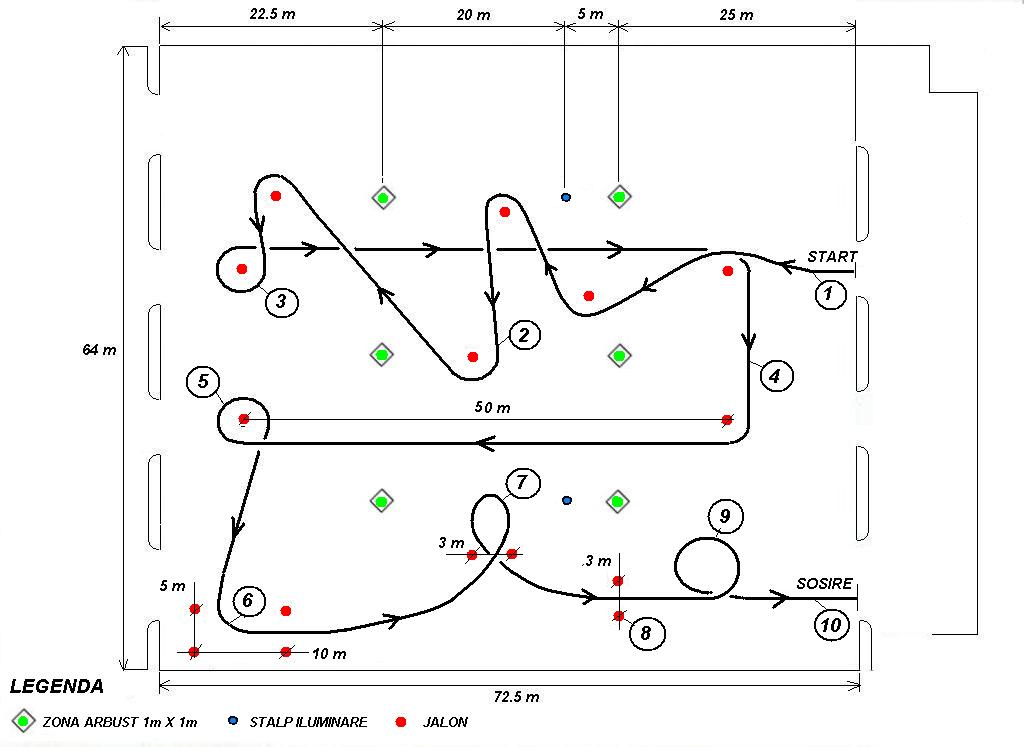 22.5 m 20 m 5 m 25 m
START
1
3
2
64 m
4
5
50 m
7
9
3 m
.3 m
5 m
SOSIRE
6
8
10
10 m
LEGENDA
72.5 m
ZONA ARBUST 1m X 1m STALP ILUMINARE JALON